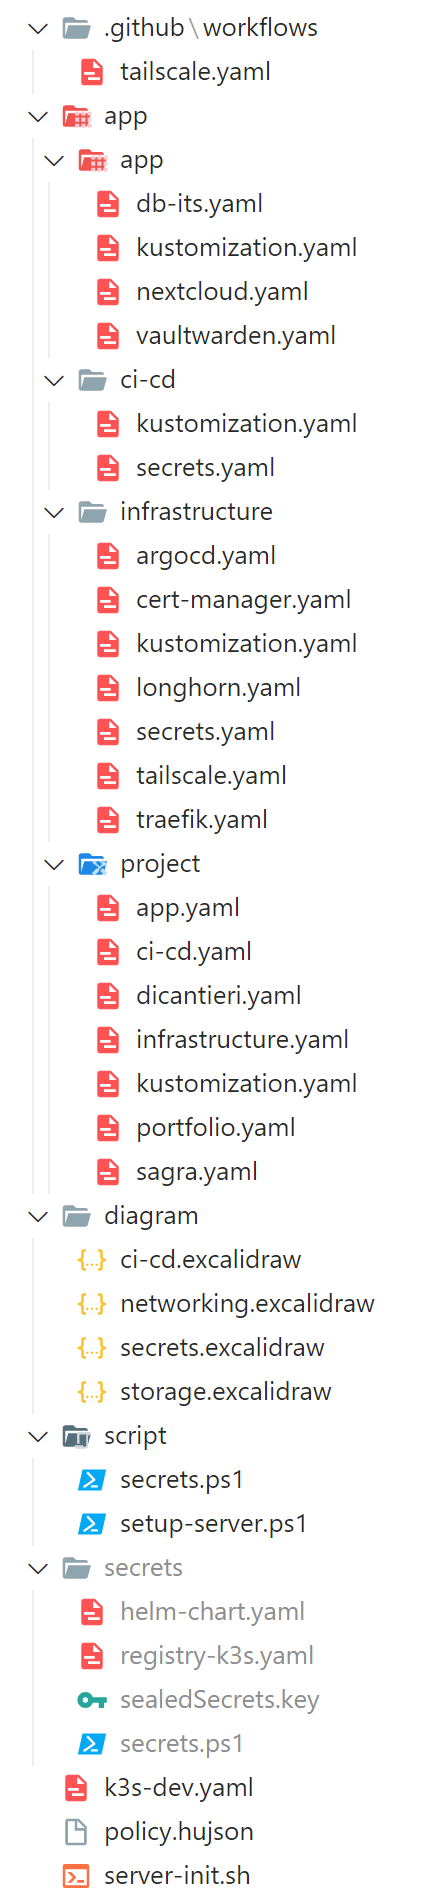 .github\workflows
tailscale.yaml
app
app
db-its.yaml
kustomization.yaml
nextcloud.yaml
vaultwarden.yaml
ci-cd
kustomization.yaml
secrets.yaml
infrastructure
argocd.yaml
cert-manager.yaml
kustomization.yaml
longhorn.yaml
secrets.yaml
tailscale.yaml
traefik.yaml
project
app.yaml
ci-cd.yaml
dicantieri.yaml
infrastructure.yaml
kustomization.yaml
portfolio.yaml
sagra.yaml
diagram
ci-cd.excalidraw
networking.excalidraw
secrets.excalidraw
storage.excalidraw
script
secrets.ps1
setup-server.ps1
secrets
helm-chart.yaml
registry-k3s.yaml
sealedSecrets.key
secrets.ps1
k3s-dev.yaml
policy.hujson
server-init.sh